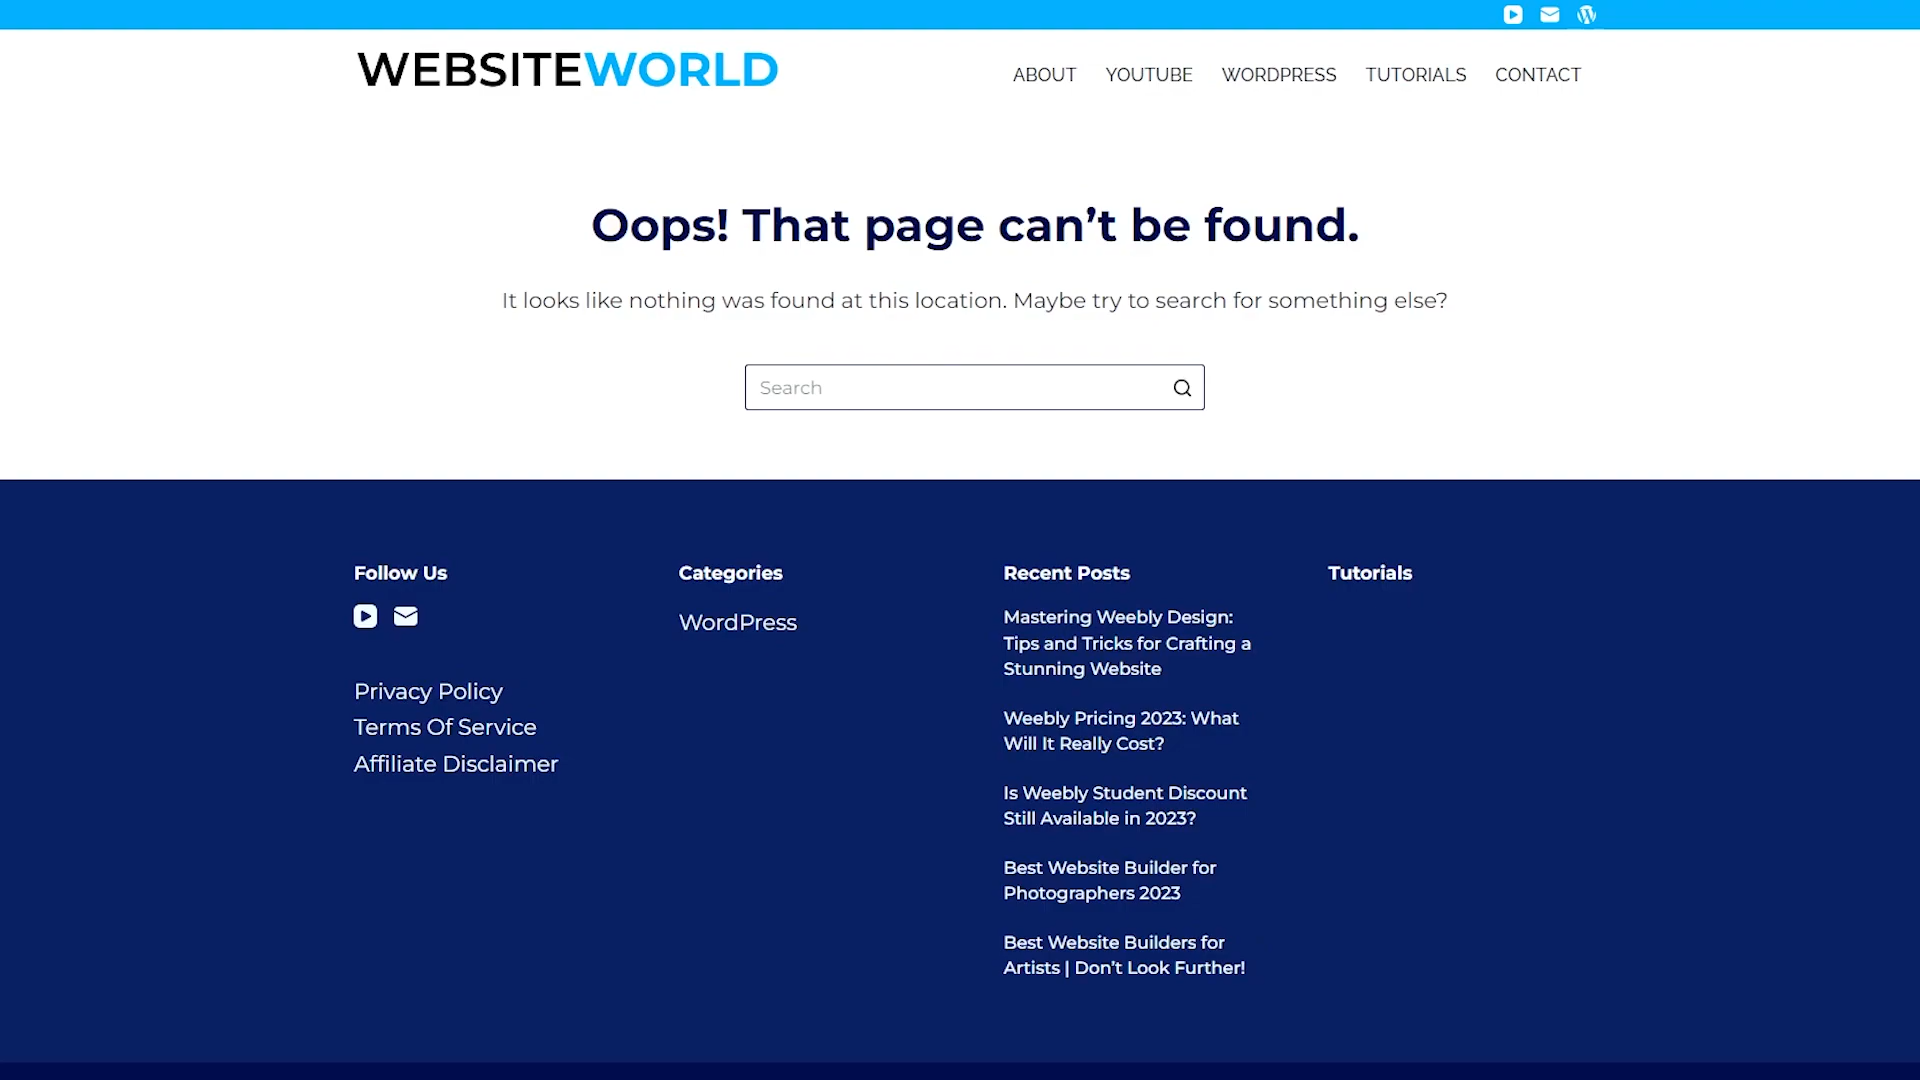 WEBSITEWORLD
ABOUT YOUTUBE WORDPRESS TUTORIALS CONTACT
Oops! That page can’t be found.
It looks like nothing was found at this location. Maybe try to search for something else?
Search
Follow Us
Privacy Policy
Terms Of Service
Affiliate Disclaimer
Categories
WordPress
Recent Posts
Mastering Weebly Design:
Tips and Tricks for Crafting a
Stunning Website
Weebly Pricing 2023: What
Will It Really Cost?
Is Weebly Student Discount
Still Available in 2023?
Best Website Builder for
Photographers 2023
Best Website Builders for
Artists | Don’t Look Further!
Tutorials